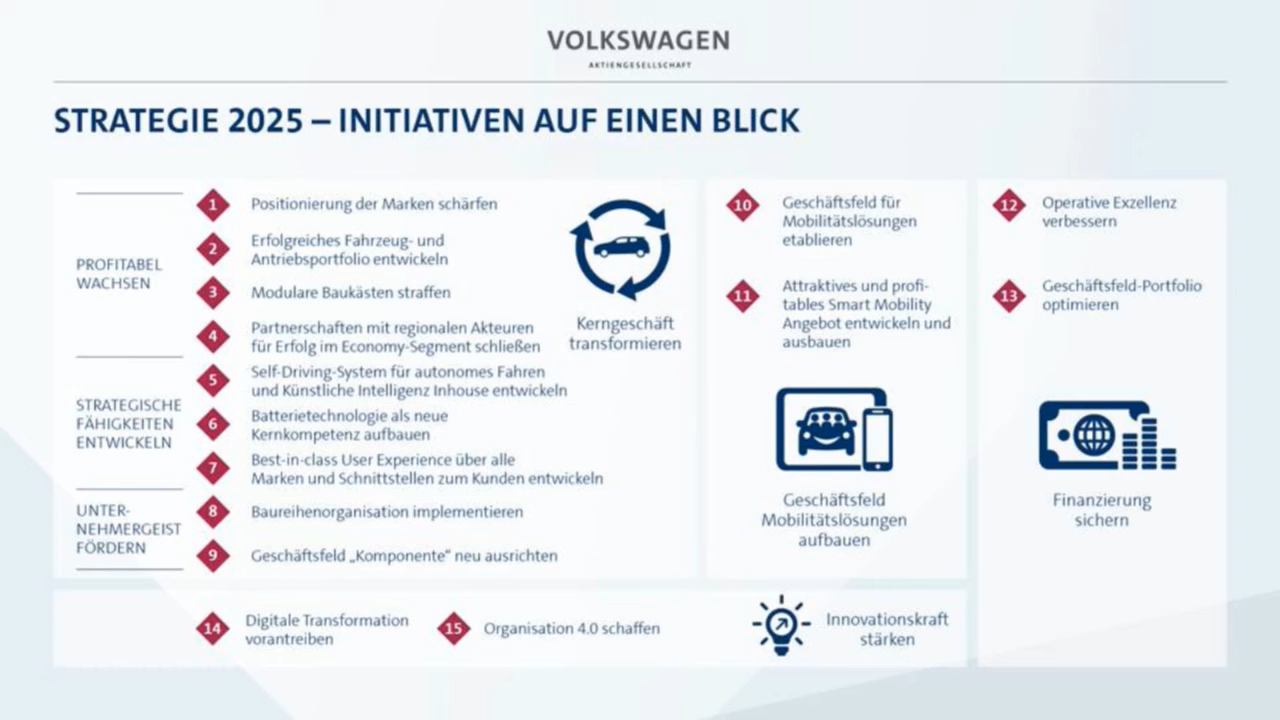 VOLKSWAGEN
AKTIENGESELLSCHAFT
STRATEGIE 2025 – INITIATIVEN AUF EINEN BLICK
PROFITABEL
WACHSEN
1 Positionierung der Marken schärfen
2 Erfolgreiches Fahrzeug- und
Antriebsportfolio entwickeln
3 Modulare Baukästen straffen
4 Partnerschaften mit regionalen Akteuren
für Erfolg im Economy-Segment schließen
Kerngeschäft
transformieren
STRATEGISCHE
FÄHIGKEITEN
ENTWICKELN
5 Self-Driving-System für autonomes Fahren
und Künstliche Intelligenz Inhouse entwickeln
6 Batterietechnologie als neue
Kernkompetenz aufbauen
7 Best-in-class User Experience über alle
Marken und Schnittstellen zum Kunden entwickeln
UNTER-
NEHMERGEIST
FÖRDERN
8 Baureihenorganisation implementieren
9 Geschäftsfeld „Komponente“ neu ausrichten
10 Geschäftsfeld für
Mobilitätslösungen
etablieren
11 Attraktives und profi-
tables Smart Mobility
Angebot entwickeln und
ausbauen
Geschäftsfeld
Mobilitätslösungen
aufbauen
12 Operative Exzellenz
verbessern
13 Geschäftsfeld-Portfolio
optimieren
Finanzierung
sichern
14 Digitale Transformation
vorantreiben
15 Organisation 4.0 schaffen
Innovationskraft
stärken